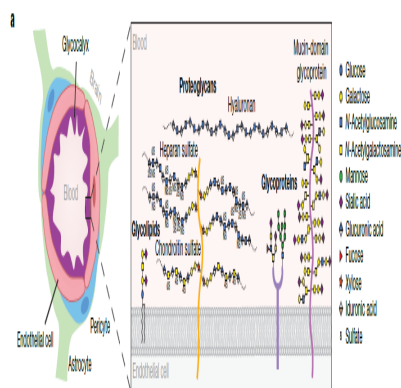 a
Glycocalyx
Brain
Blood
Endothelial cell
Pericyte
Astrocyte
Blood
Proteoglycans
Hyaluronan
Heparan sulfate
Mucin-domain
glycoprotein
Glycoproteins
Glycolipids
Chondroitin sulfate
Endothelial cell
Glucose
Galactose
N-Acetylglucosamine
N-Acetylgalactosamine
Mannose
Sialic acid
Glucuronic acid
Fucose
Xylose
Iduronic acid
Sulfate